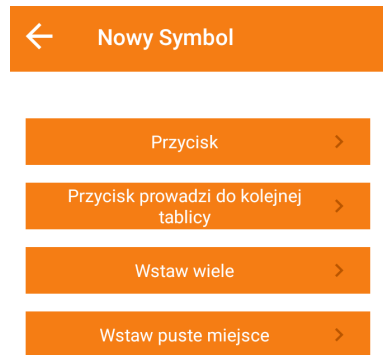 Nowy Symbol
Przycisk
Przycisk prowadzi do kolejnej
tablicy
Wstaw wiele
Wstaw puste miejsce